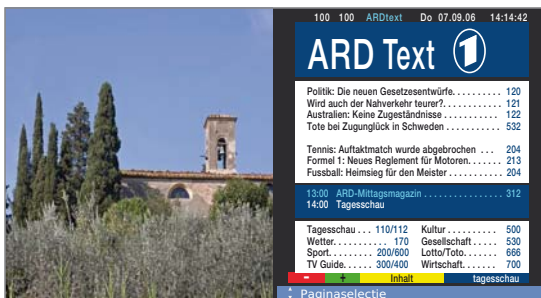 100 100 ARDtext Do 07.09.06 14:14:42
ARD Text 1
Politik: Die neuen Gesetzesentwürfe.......... 120
Wird auch der Nahverkehr teurer?............ 121
Australien: Keine Zugeständnisse ............ 122
Tote bei Zugunglück in Schweden ........... 532
Tennis: Auftaktmatch wurde abgebrochen ... 204
Formel 1: Neues Reglement für Motoren....... 213
Fussball: Heimsieg für den Meister ........... 204
13:00 ARD-Mittagsmagazin ................ 312
14:00 Tagesschau
Tagesschau ... 110/112 Kultur .......... 500
Wetter.......... 170 Gesellschaft ..... 530
Sport......... 200/600 Lotto/Toto....... 666
TV Guide...... 300/400 Wirtschaft....... 700
- + Inhalt tagesschau
Paginaselectie